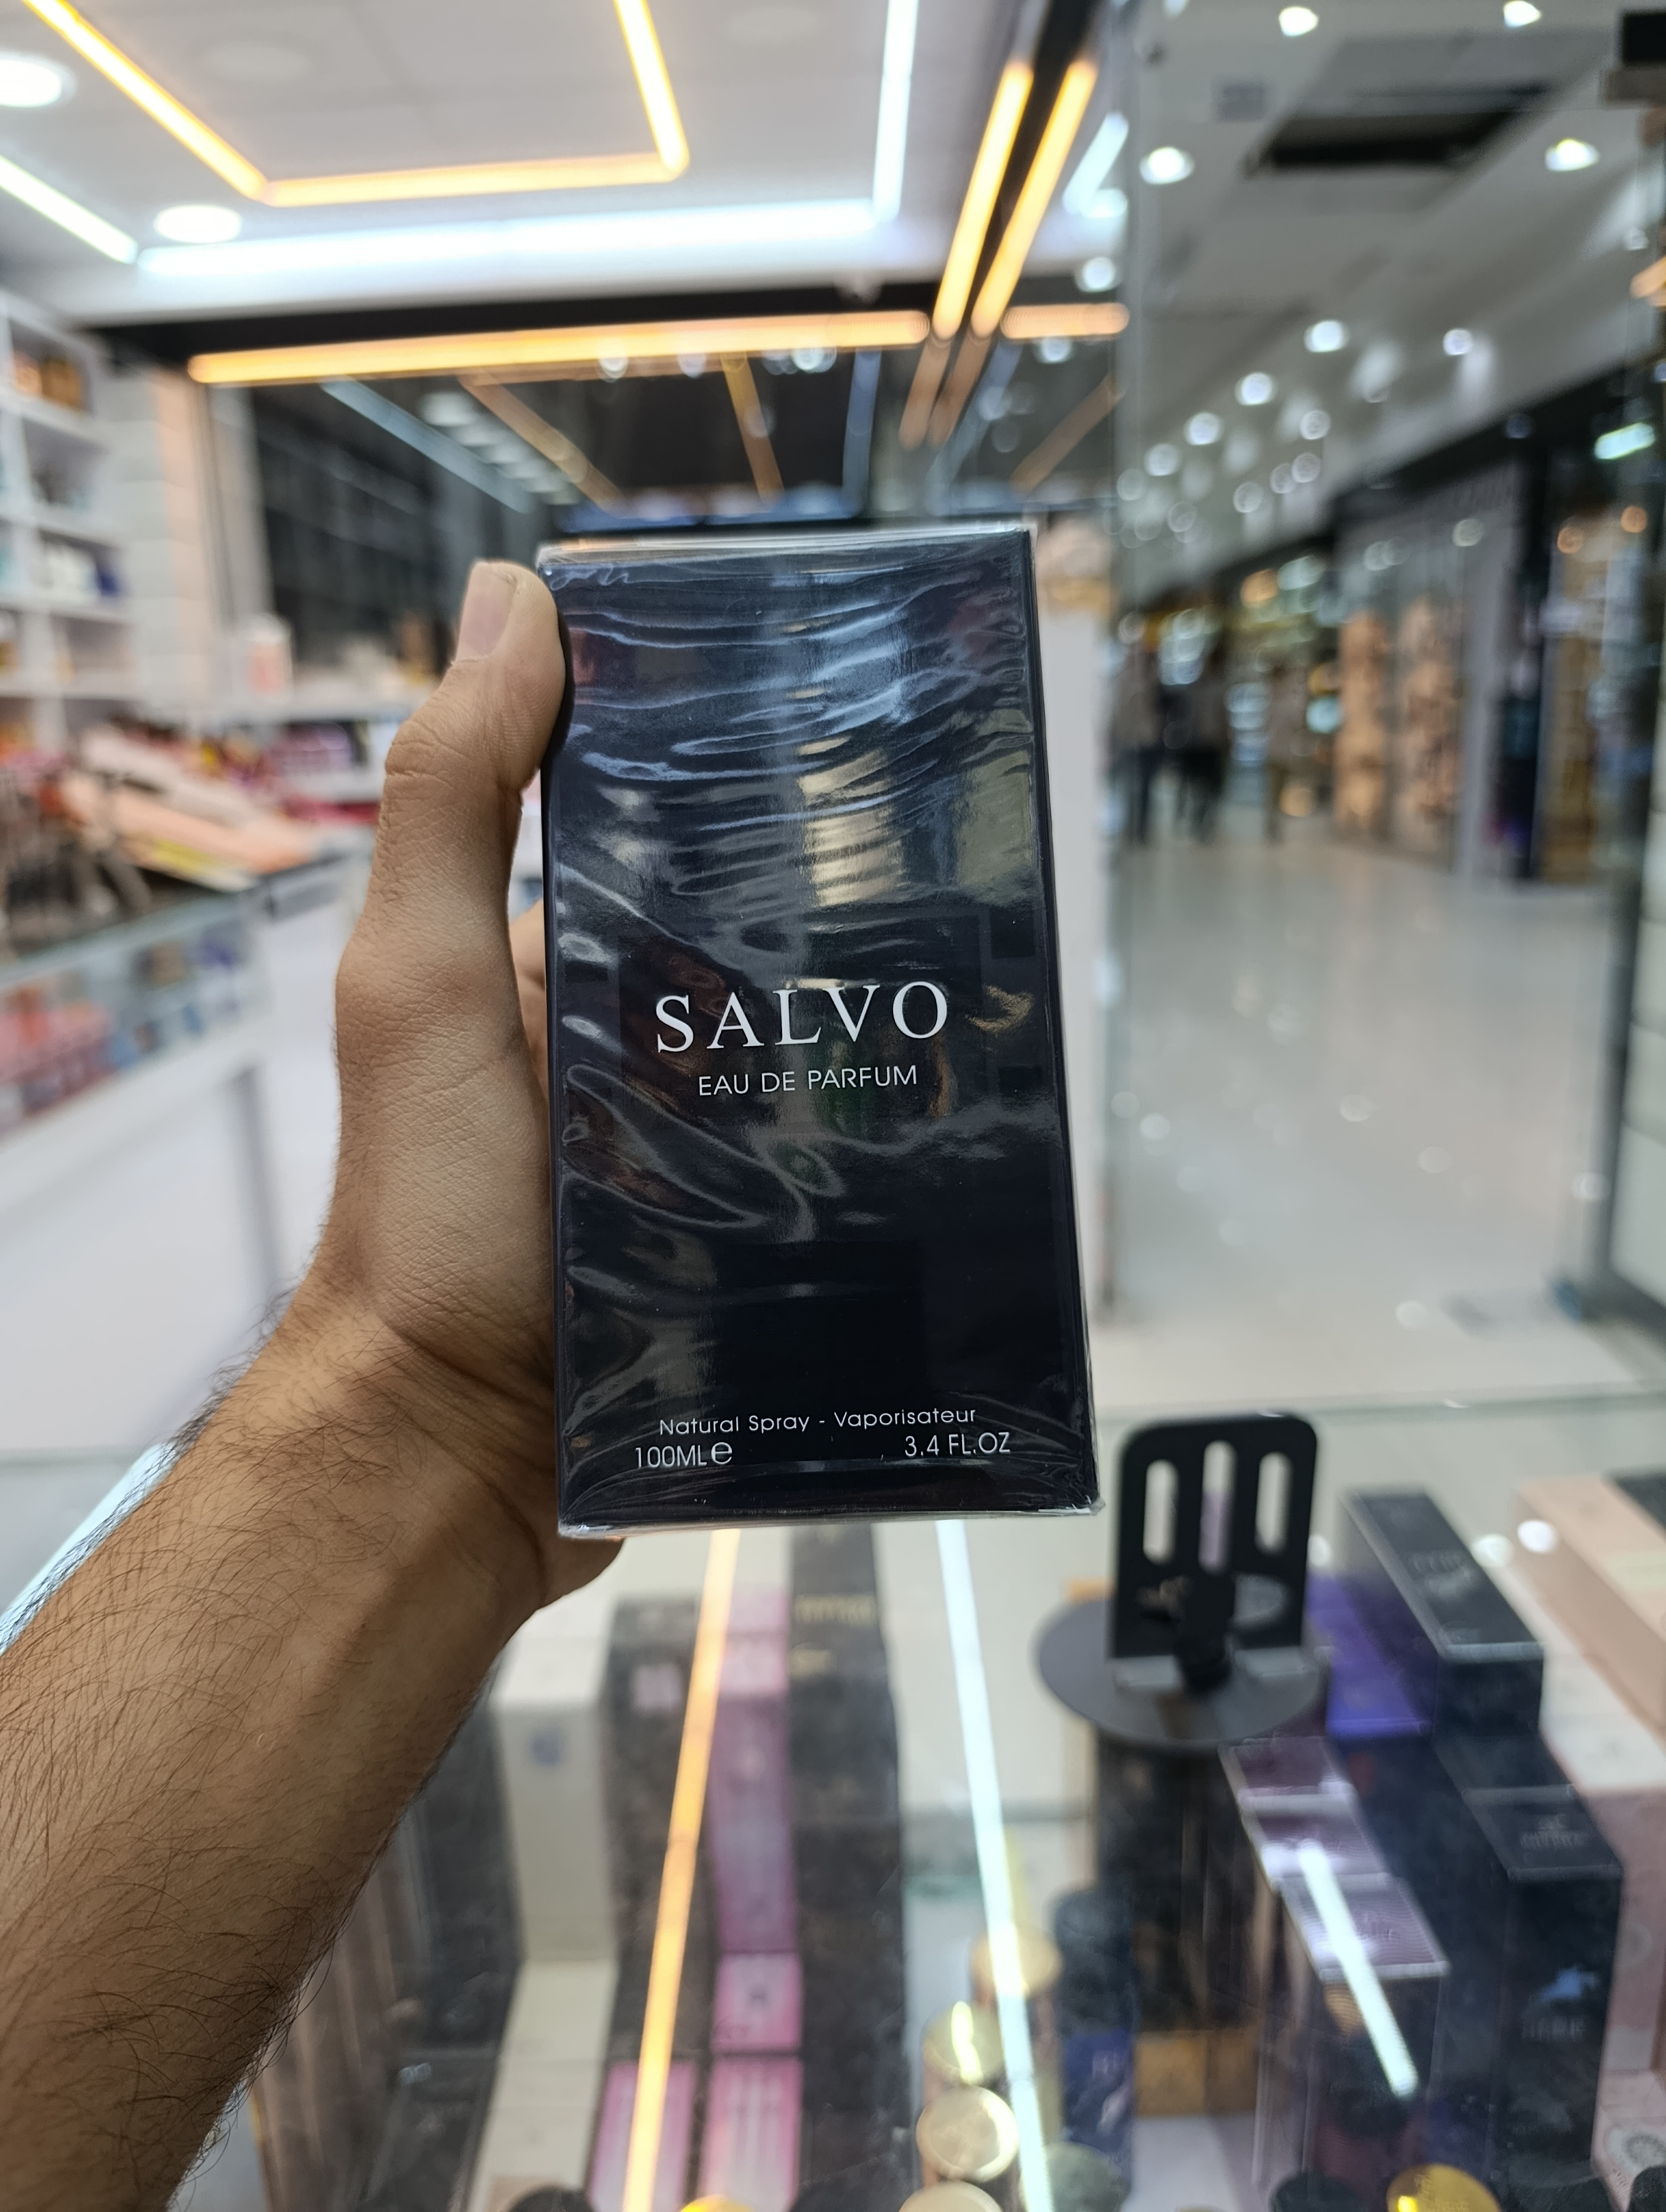 SALVO
EAU DE PARFUM
Natural Spray - Vaporisateur
100ML e 3.4 FL.OZ